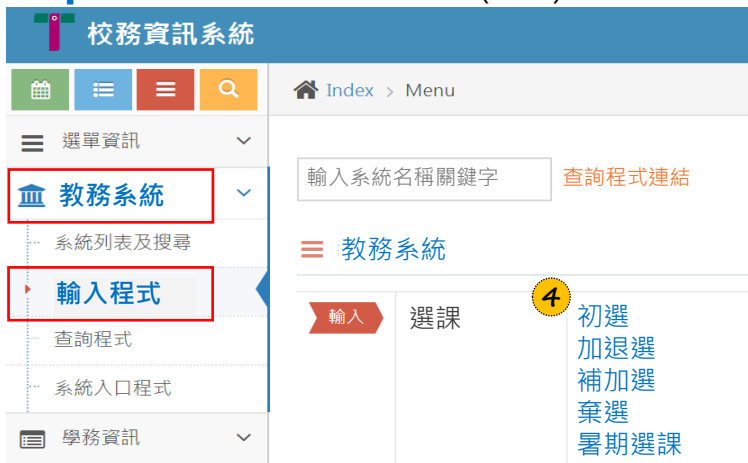 校務資訊系統
Index > Menu
選單資訊
教務系統
系統列表及搜尋
輸入程式
查詢程式
系統入口程式
學務資訊
輸入系統名稱關鍵字
查詢程式連結
教務系統
輸入
選課
4
初選
加退選
補加選
棄選
暑期選課